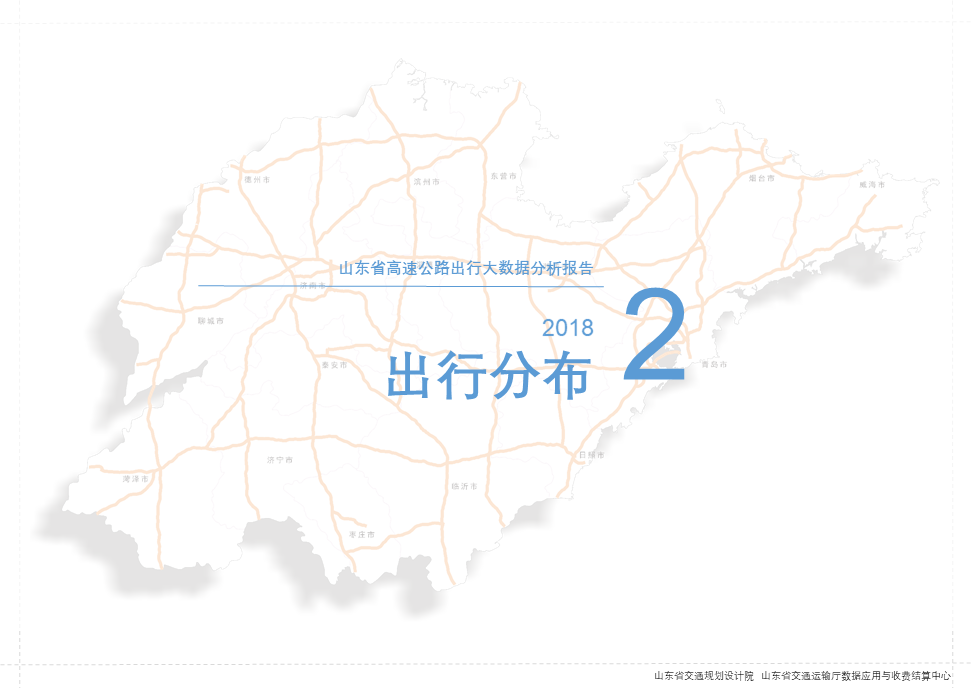 德州市
滨州市
东营市
烟台市
威海市
山东省高速公路出行大数据分析报告
济南市
聊城市
2018
2
出行分布
泰安市
青岛市
日照市
济宁市
菏泽市
临沂市
枣庄市
山东省交通规划设计院 山东省交通运输厅数据应用与收费结算中心